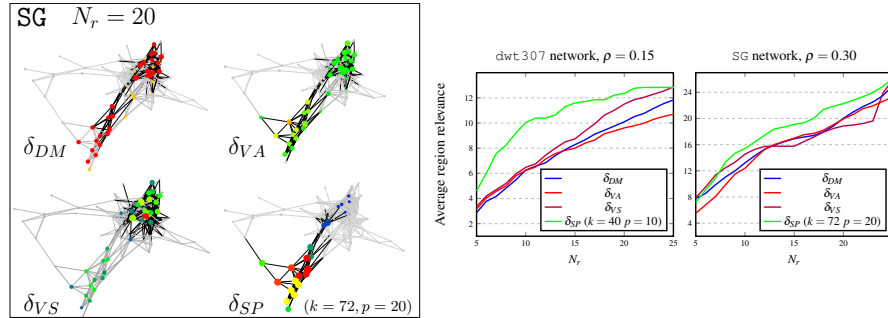 SG N_r = 20
δ_DM
δ_VA
δ_VS
δ_SP (k = 72, p = 20)
dwt307 network, ρ = 0.15
Average region relevance
12
10
8
6
4
2
5 10 15 20 25
N_r
δ_DM
δ_VA
δ_VS
δ_SP (k=40 p=10)
SG network, ρ = 0.30
24
20
16
12
8
4
5 10 15 20
N_r
δ_DM
δ_VA
δ_VS
δ_SP (k=72 p=20)